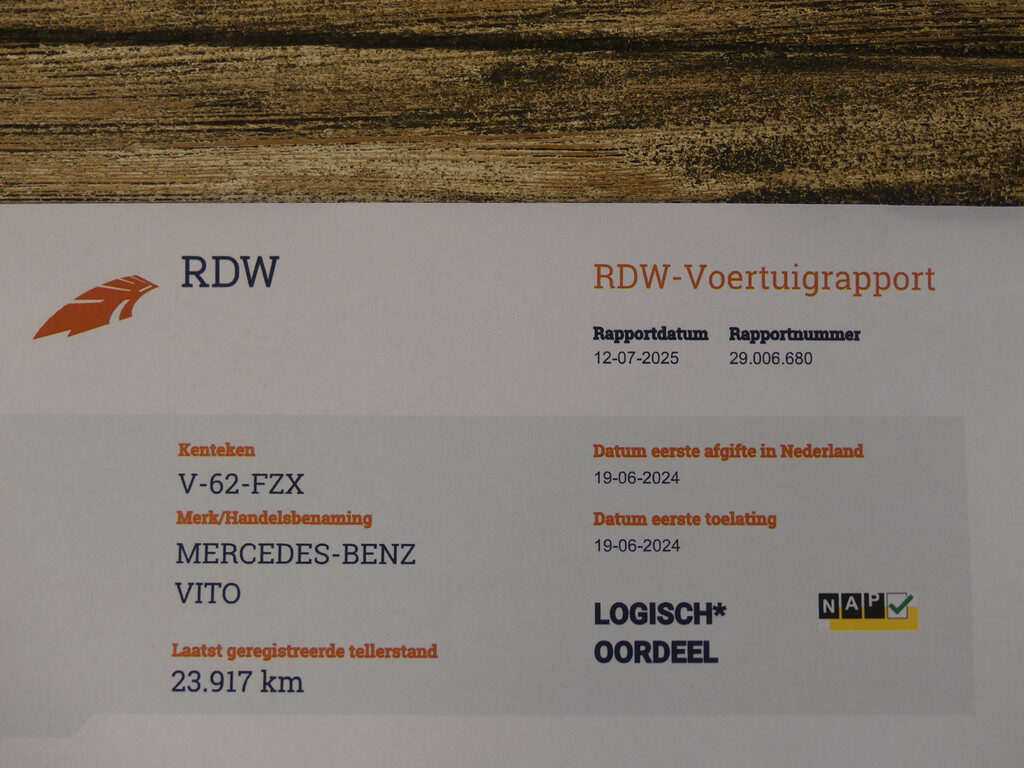 RDW
RDW-Voertuigrapport
Rapportdatum Rapportnummer
12-07-2025 29.006.680
Kenteken
V-62-FZX
Merk/Handelsbenaming
MERCEDES-BENZ
VITO
Laatst geregistreerde tellerstand
23.917 km
Datum eerste afgifte in Nederland
19-06-2024
Datum eerste toelating
19-06-2024
LOGISCH*
OORDEEL
NAP